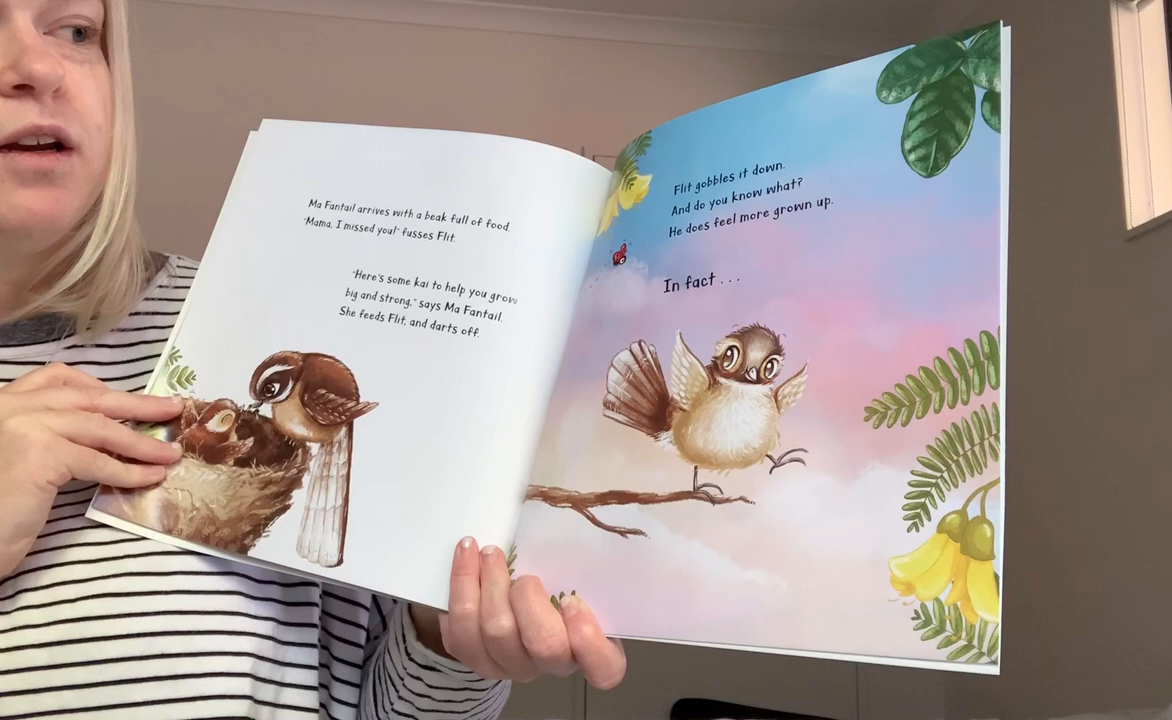 Ma Fantail arrives with a beak full of food.
"Mama, I missed you!" fusses Flit.
"Here's some kai to help you grow
big and strong," says Ma Fantail.
She feeds Flit, and darts off.
Flit gobbles it down.
And do you know what?
He does feel more grown up.
In fact . . .